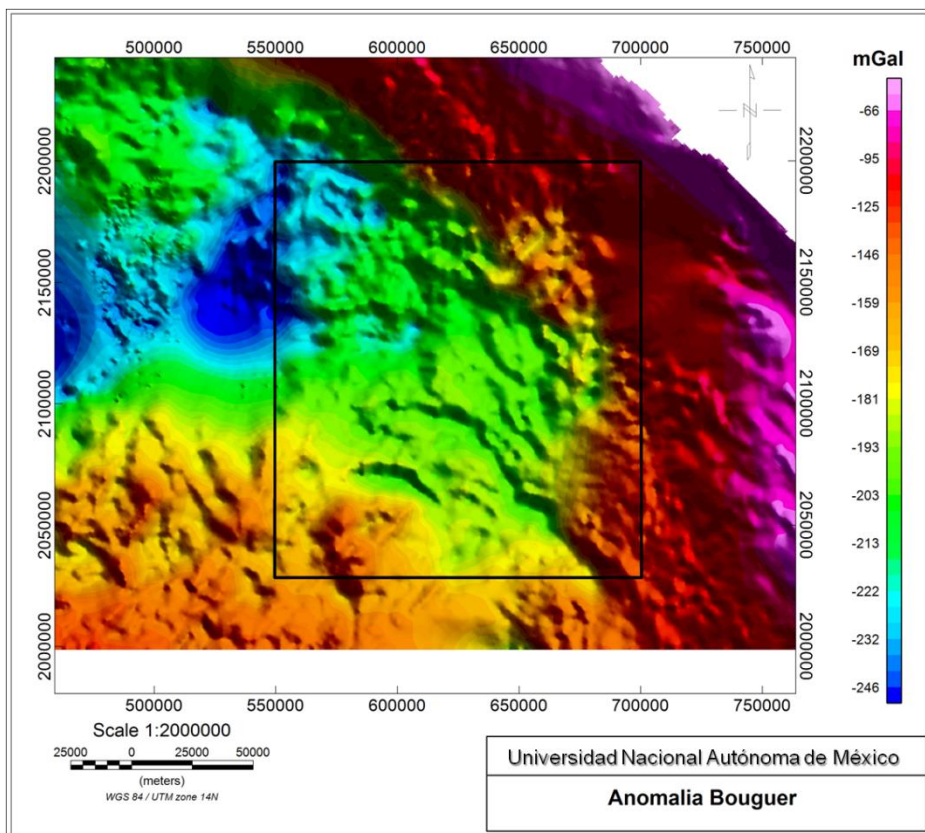 500000 550000 600000 650000 700000 750000
mGal
N
-66
-95
-125
-146
-159
-169
-181
-193
-203
-213
-222
-232
-246
2200000 2200000
2150000 2150000
2100000 2100000
2050000 2050000
2000000 2000000
500000 550000 600000 650000 700000 750000
Scale 1:2000000
25000 0 25000 50000
(meters)
WGS 84 / UTM zone 14N
Universidad Nacional Autónoma de México
Anomalia Bouguer